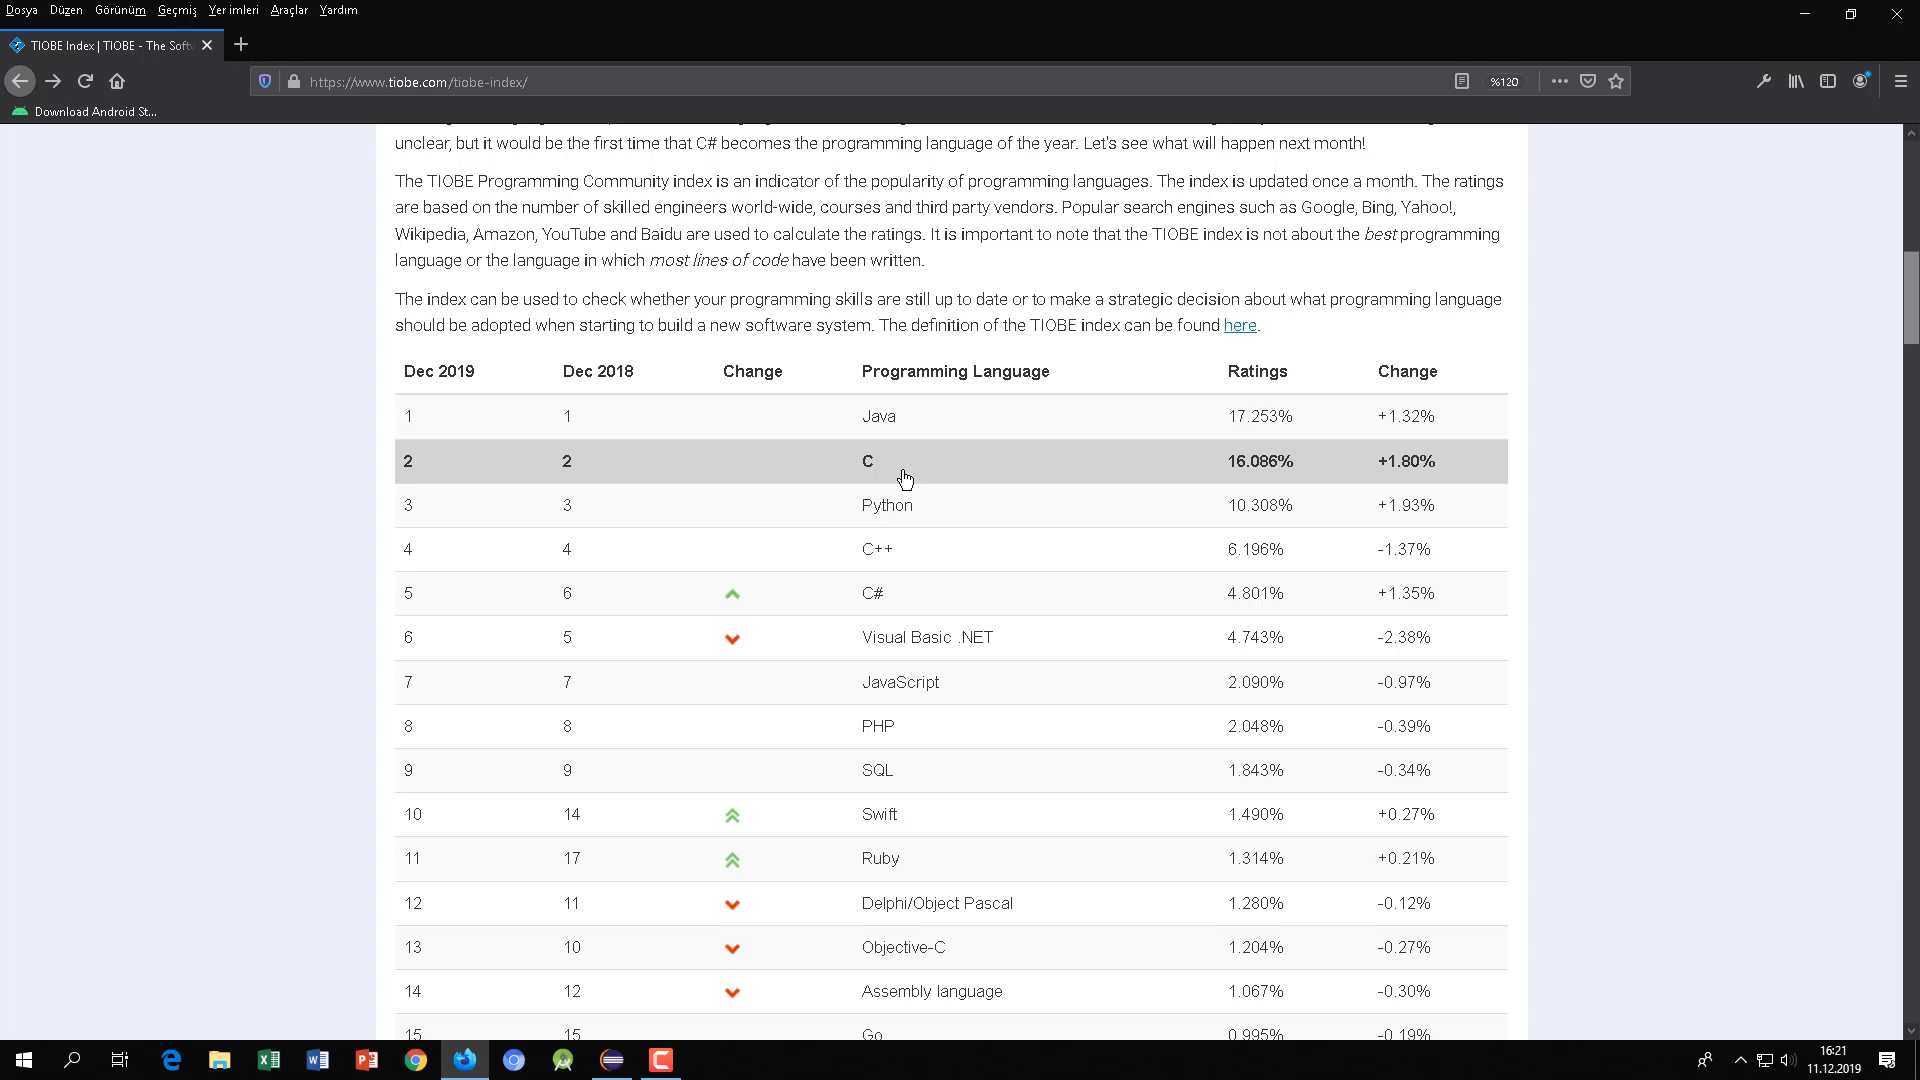 Dosya Düzen Görünüm Geçmiş Yer imleri Araçlar Yardım
TIOBE Index | TIOBE - The Soft
https://www.tiobe.com/tiobe-index/
%120
Download Android St...
unclear, but it would be the first time that C# becomes the programming language of the year. Let's see what will happen next month!
The TIOBE Programming Community index is an indicator of the popularity of programming languages. The index is updated once a month. The ratings
are based on the number of skilled engineers world-wide, courses and third party vendors. Popular search engines such as Google, Bing, Yahoo!,
Wikipedia, Amazon, YouTube and Baidu are used to calculate the ratings. It is important to note that the TIOBE index is not about the best programming
language or the language in which most lines of code have been written.
The index can be used to check whether your programming skills are still up to date or to make a strategic decision about what programming language
should be adopted when starting to build a new software system. The definition of the TIOBE index can be found here.
Dec 2019 Dec 2018 Change Programming Language Ratings Change
1 1 Java 17.253% +1.32%
2 2 C 16.086% +1.80%
3 3 Python 10.308% +1.93%
4 4 C++ 6.196% -1.37%
5 6 C# 4.801% +1.35%
6 5 Visual Basic .NET 4.743% -2.38%
7 7 JavaScript 2.090% -0.97%
8 8 PHP 2.048% -0.39%
9 9 SQL 1.843% -0.34%
10 14 Swift 1.490% +0.27%
11 17 Ruby 1.314% +0.21%
12 11 Delphi/Object Pascal 1.280% -0.12%
13 10 Objective-C 1.204% -0.27%
14 12 Assembly language 1.067% -0.30%
15 15 Go 0.995% -0.19%
16:21
11.12.2019